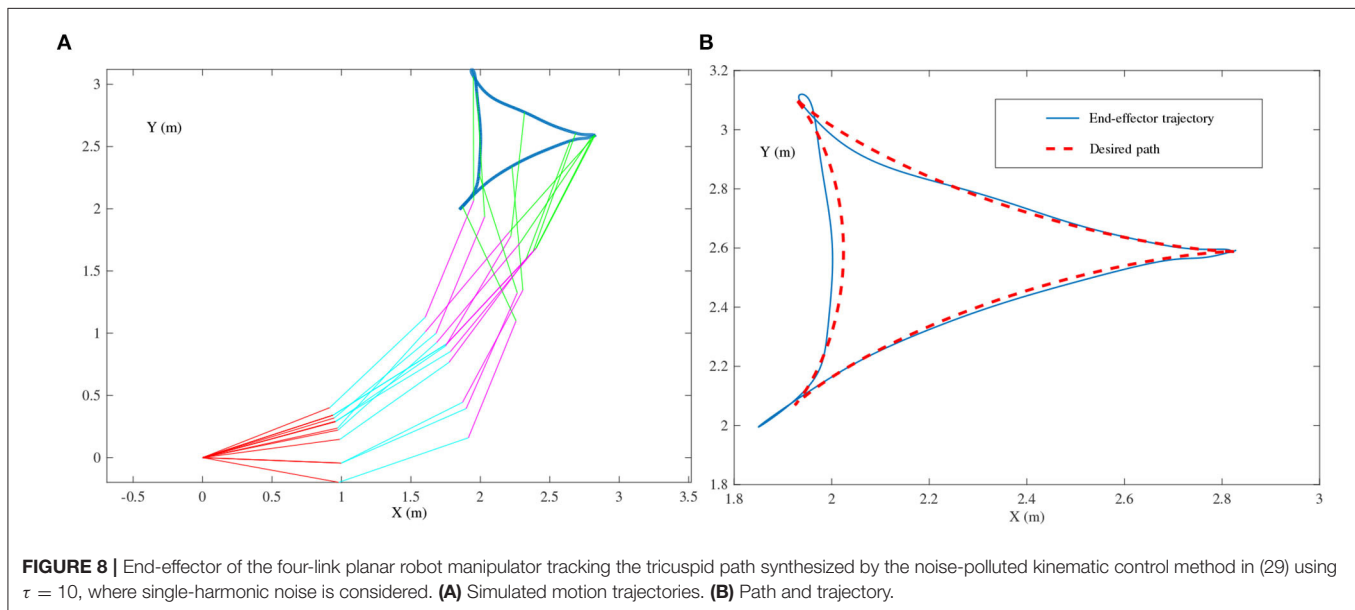 A
3
2.5
2
1.5
1
0.5
0
Y (m)
-0.5 0 0.5 1 1.5 2 2.5 3 3.5
X (m)
B
3.2
3
2.8
2.6
2.4
2.2
2
1.8
Y (m)
End-effector trajectory
Desired path
1.8 2 2.2 2.4 2.6 2.8 3
X (m)
FIGURE 8 | End-effector of the four-link planar robot manipulator tracking the tricuspid path synthesized by the noise-polluted kinematic control method in (29) using
τ = 10, where single-harmonic noise is considered. (A) Simulated motion trajectories. (B) Path and trajectory.